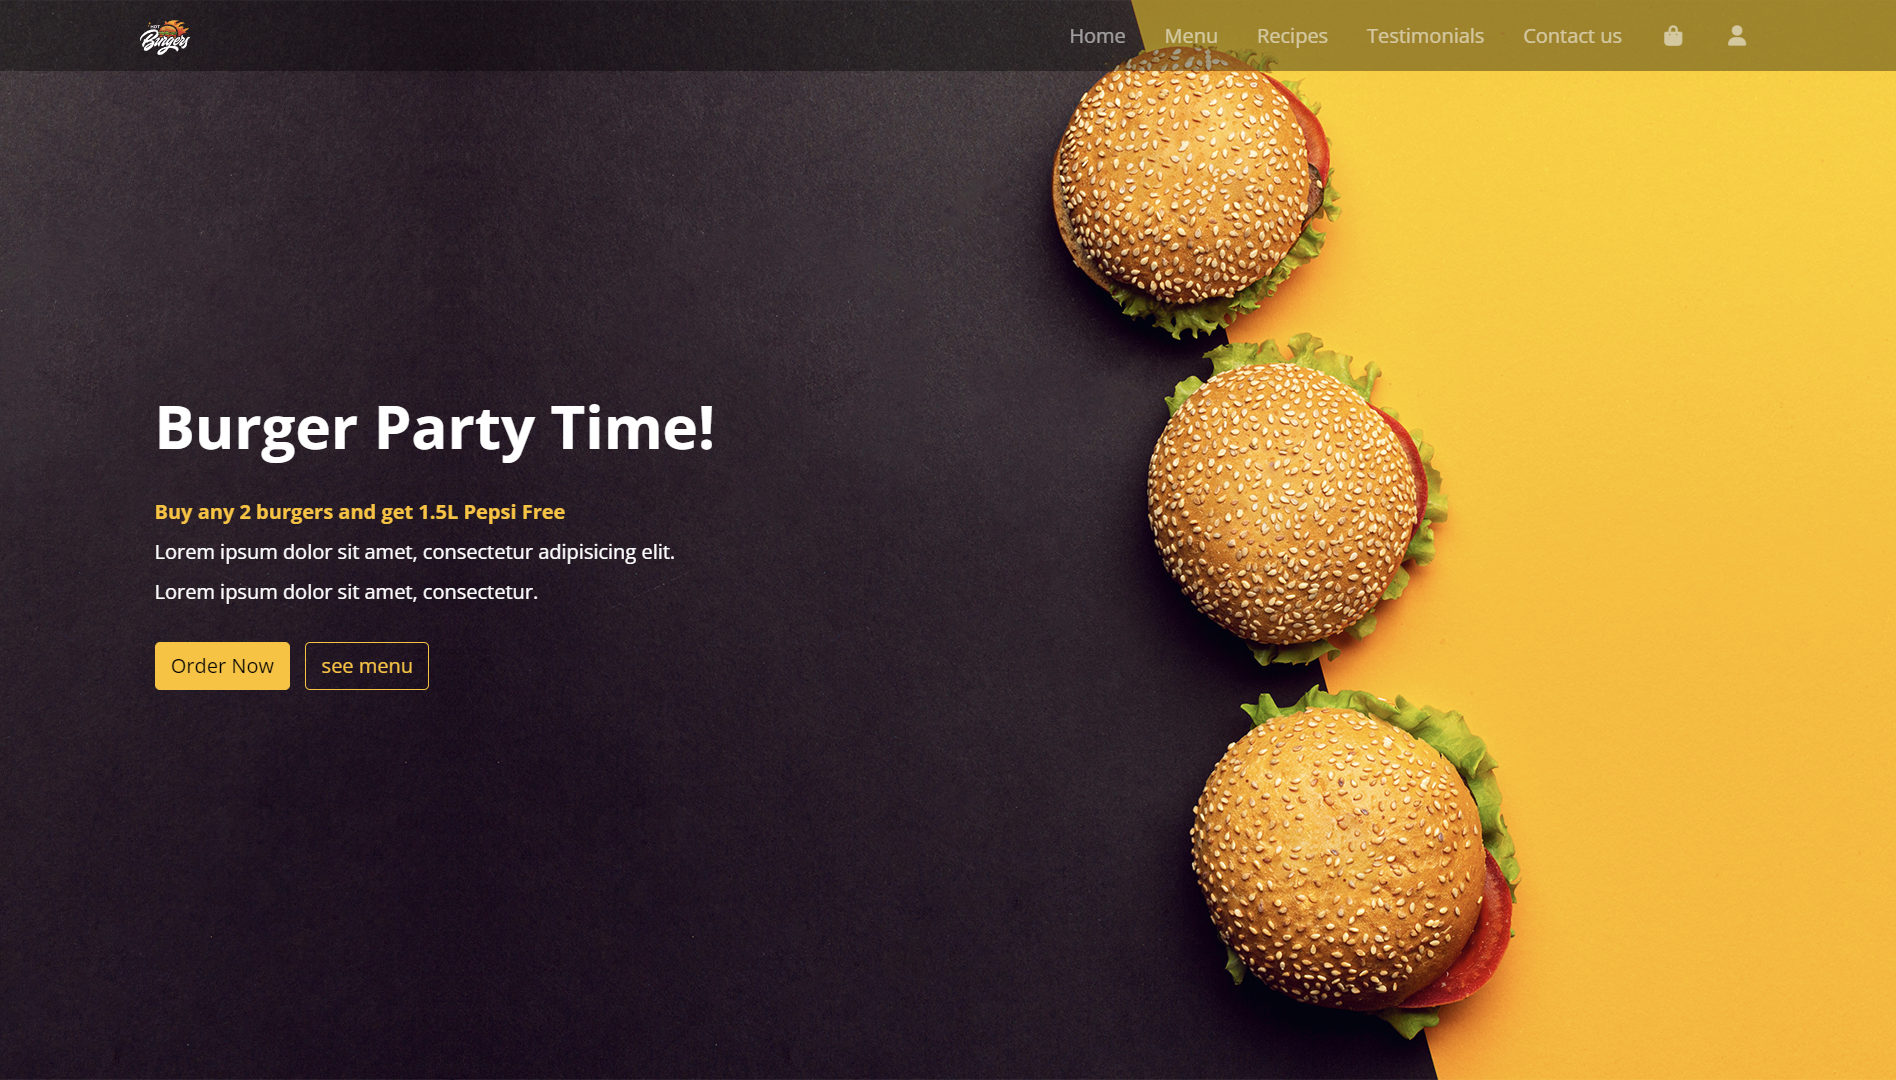 HOT
Burgers
Home Menu Recipes Testimonials Contact us
Burger Party Time!
Buy any 2 burgers and get 1.5L Pepsi Free
Lorem ipsum dolor sit amet, consectetur adipisicing elit.
Lorem ipsum dolor sit amet, consectetur.
Order Now see menu